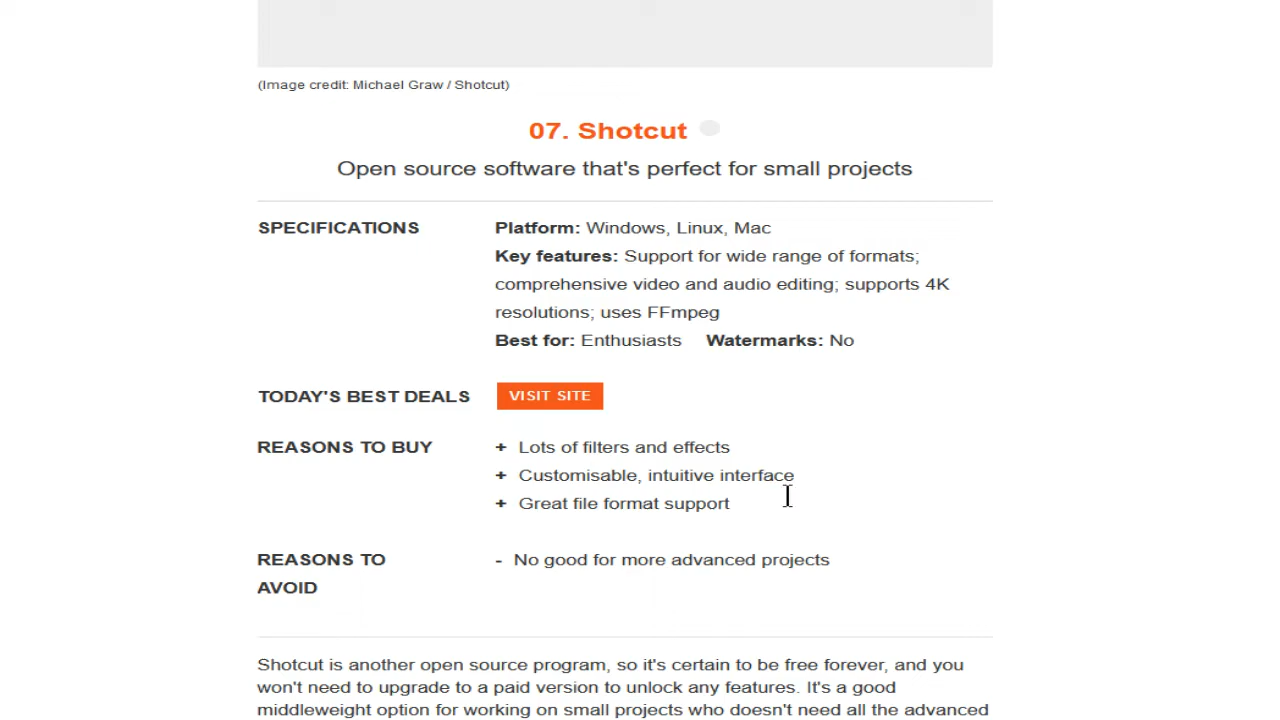 (Image credit: Michael Graw / Shotcut)
07. Shotcut
Open source software that's perfect for small projects
SPECIFICATIONS
Platform: Windows, Linux, Mac
Key features: Support for wide range of formats;
comprehensive video and audio editing; supports 4K
resolutions; uses FFmpeg
Best for: Enthusiasts Watermarks: No
TODAY'S BEST DEALS
VISIT SITE
REASONS TO BUY
+ Lots of filters and effects
+ Customisable, intuitive interface
+ Great file format support
REASONS TO
AVOID
- No good for more advanced projects
Shotcut is another open source program, so it's certain to be free forever, and you
won't need to upgrade to a paid version to unlock any features. It's a good
middleweight option for working on small projects who doesn't need all the advanced